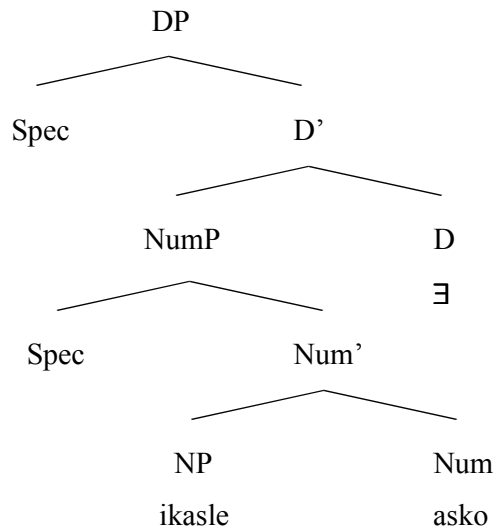 DP
Spec D’
NumP D
∃
Spec Num’
NP Num
ikasle asko